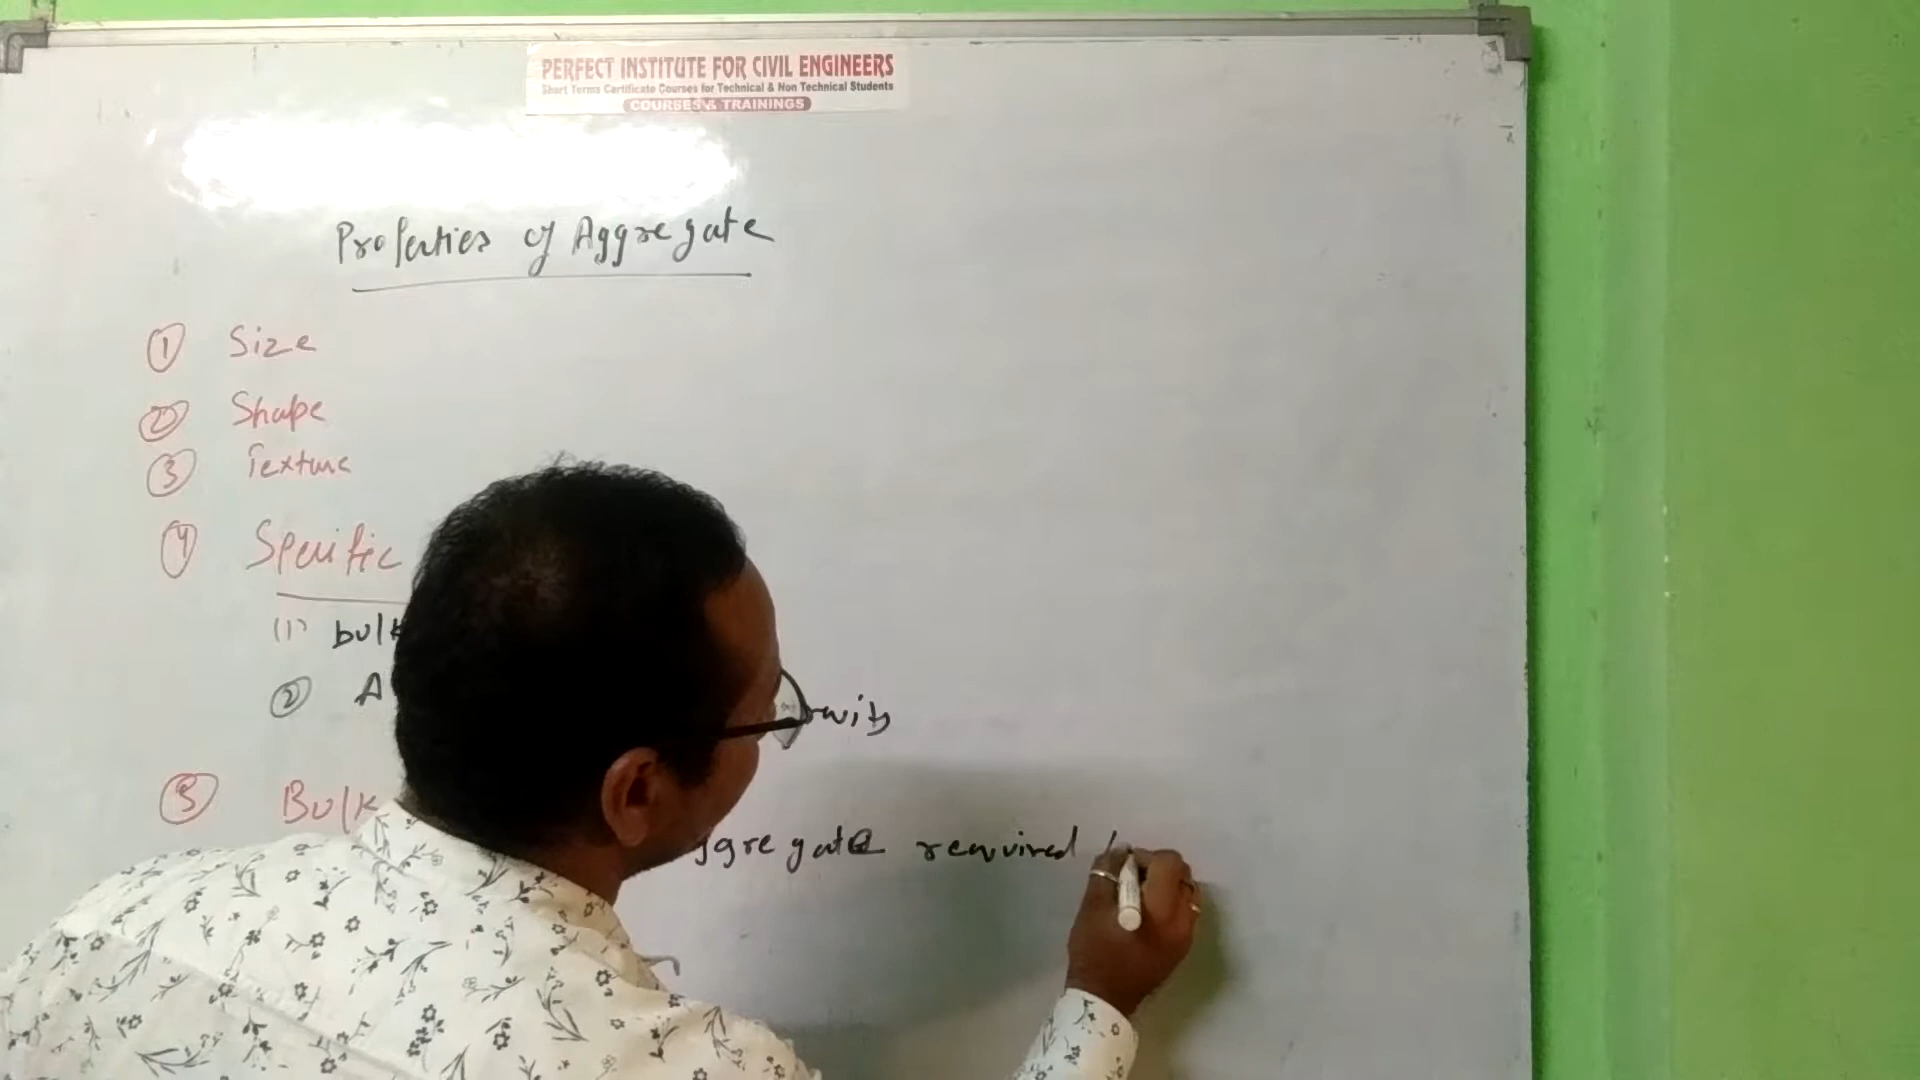 PERFECT INSTITUTE FOR CIVIL ENGINEERS
Short Terms Certificate Courses for Technical & Non Technical Students
COURSES & TRAININGS
Properties of Aggregate
① Size
② Shape
③ Texture
④ Specific
(1) bulk
② A
⑤ Bulk
ggregate required